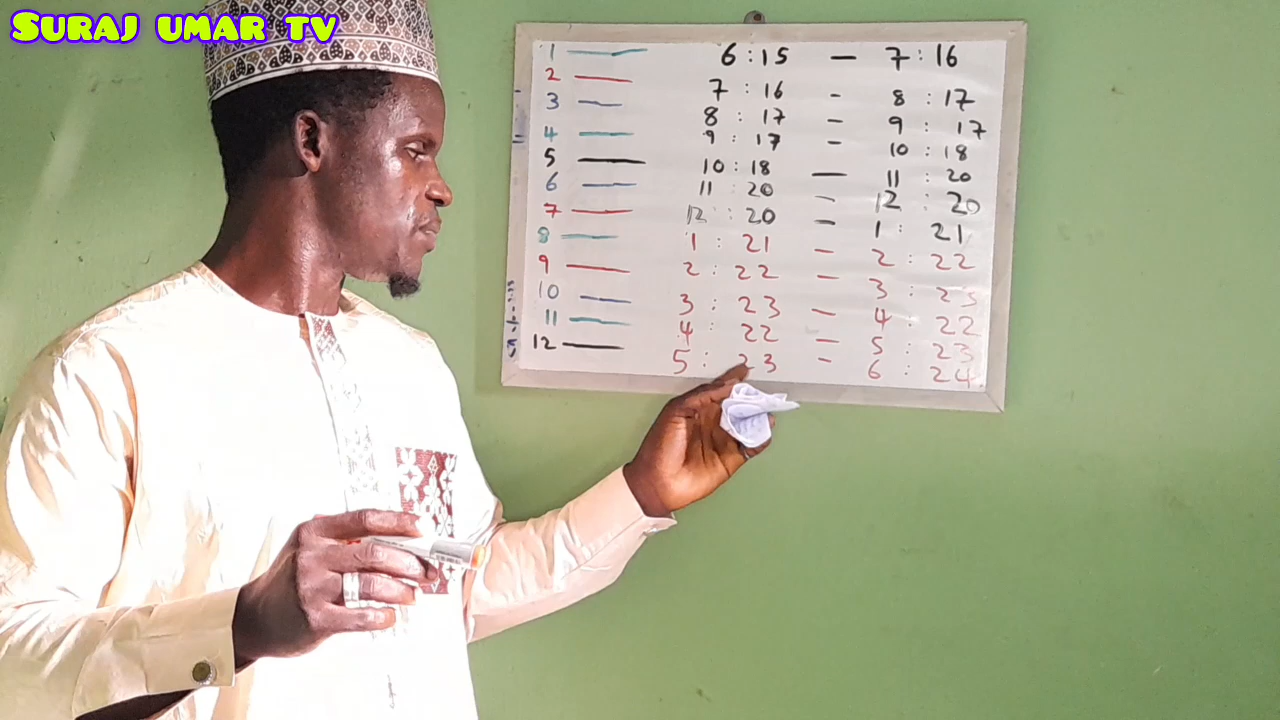 SURAJ UMAR TV
1 6:15 — 7:16
2 7:16 - 8:17
3 8:17 - 9:17
4 9:17 - 10:18
5 10:18 — 11:20
6 11:20 - 12:20
7 12:20 - 1:21
8 1:21 - 2:22
9 2:22 - 3:23
10 3:23 - 4:22
11 4:22 - 5:23
12 5:23 - 6:24